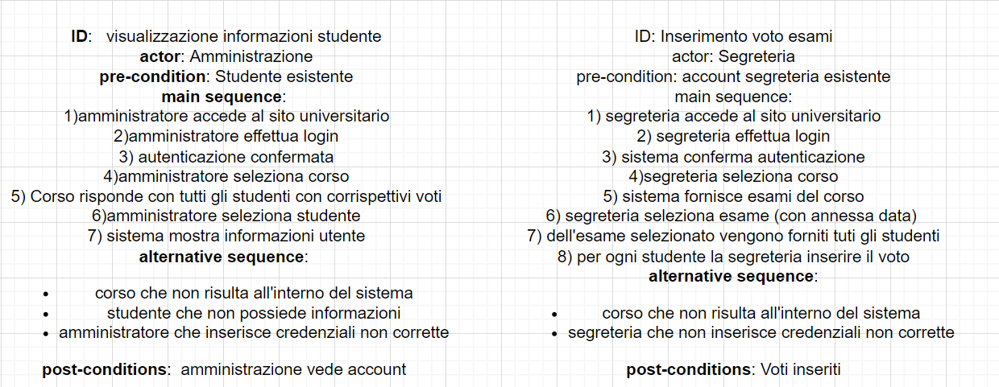 ID: visualizzazione informazioni studente
actor: Amministrazione
pre-condition: Studente esistente
main sequence:
1)amministratore accede al sito universitario
2)amministratore effettua login
3) autenticazione confermata
4)amministratore seleziona corso
5) Corso risponde con tutti gli studenti con corrispettivi voti
6)amministratore seleziona studente
7) sistema mostra informazioni utente
alternative sequence:
• corso che non risulta all'interno del sistema
• studente che non possiede informazioni
• amministratore che inserisce credenziali non corrette
post-conditions: amministrazione vede account
ID: Inserimento voto esami
actor: Segreteria
pre-condition: account segreteria esistente
main sequence:
1) segreteria accede al sito universitario
2) segreteria effettua login
3) sistema conferma autenticazione
4)segreteria seleziona corso
5) sistema fornisce esami del corso
6) segreteria seleziona esame (con annessa data)
7) dell'esame selezionato vengono forniti tuti gli studenti
8) per ogni studente la segreteria inserire il voto
alternative sequence:
• corso che non risulta all'interno del sistema
• segreteria che non inserisce credenziali non corrette
post-conditions: Voti inseriti